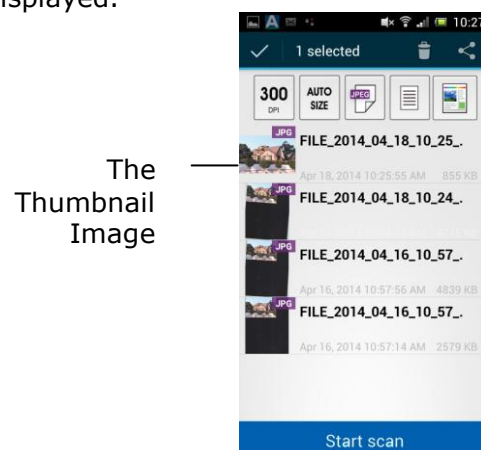 splayed.
10:27
1 selected
300
DPI
AUTO
SIZE
JPEG
JPG
FILE_2014_04_18_10_25_.
Apr 18, 2014 10:25:55 AM 855 KB
The
Thumbnail
Image
JPG
FILE_2014_04_18_10_24_.
JPG
FILE_2014_04_16_10_57_.
Apr 16, 2014 10:57:56 AM 4839 KB
JPG
FILE_2014_04_16_10_57_.
Apr 16, 2014 10:57:14 AM 2579 KB
Start scan